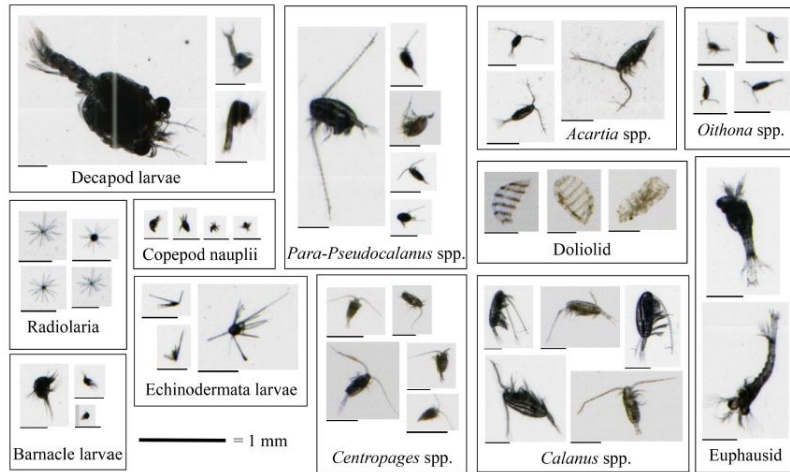 Decapod larvae
Para-Pseudocalanus spp.
Acartia spp.
Oithona spp.
Radiolaria
Copepod nauplii
Doliolid
Echinodermata larvae
Barnacle larvae
= 1 mm
Centropages spp.
Calanus spp.
Euphausid